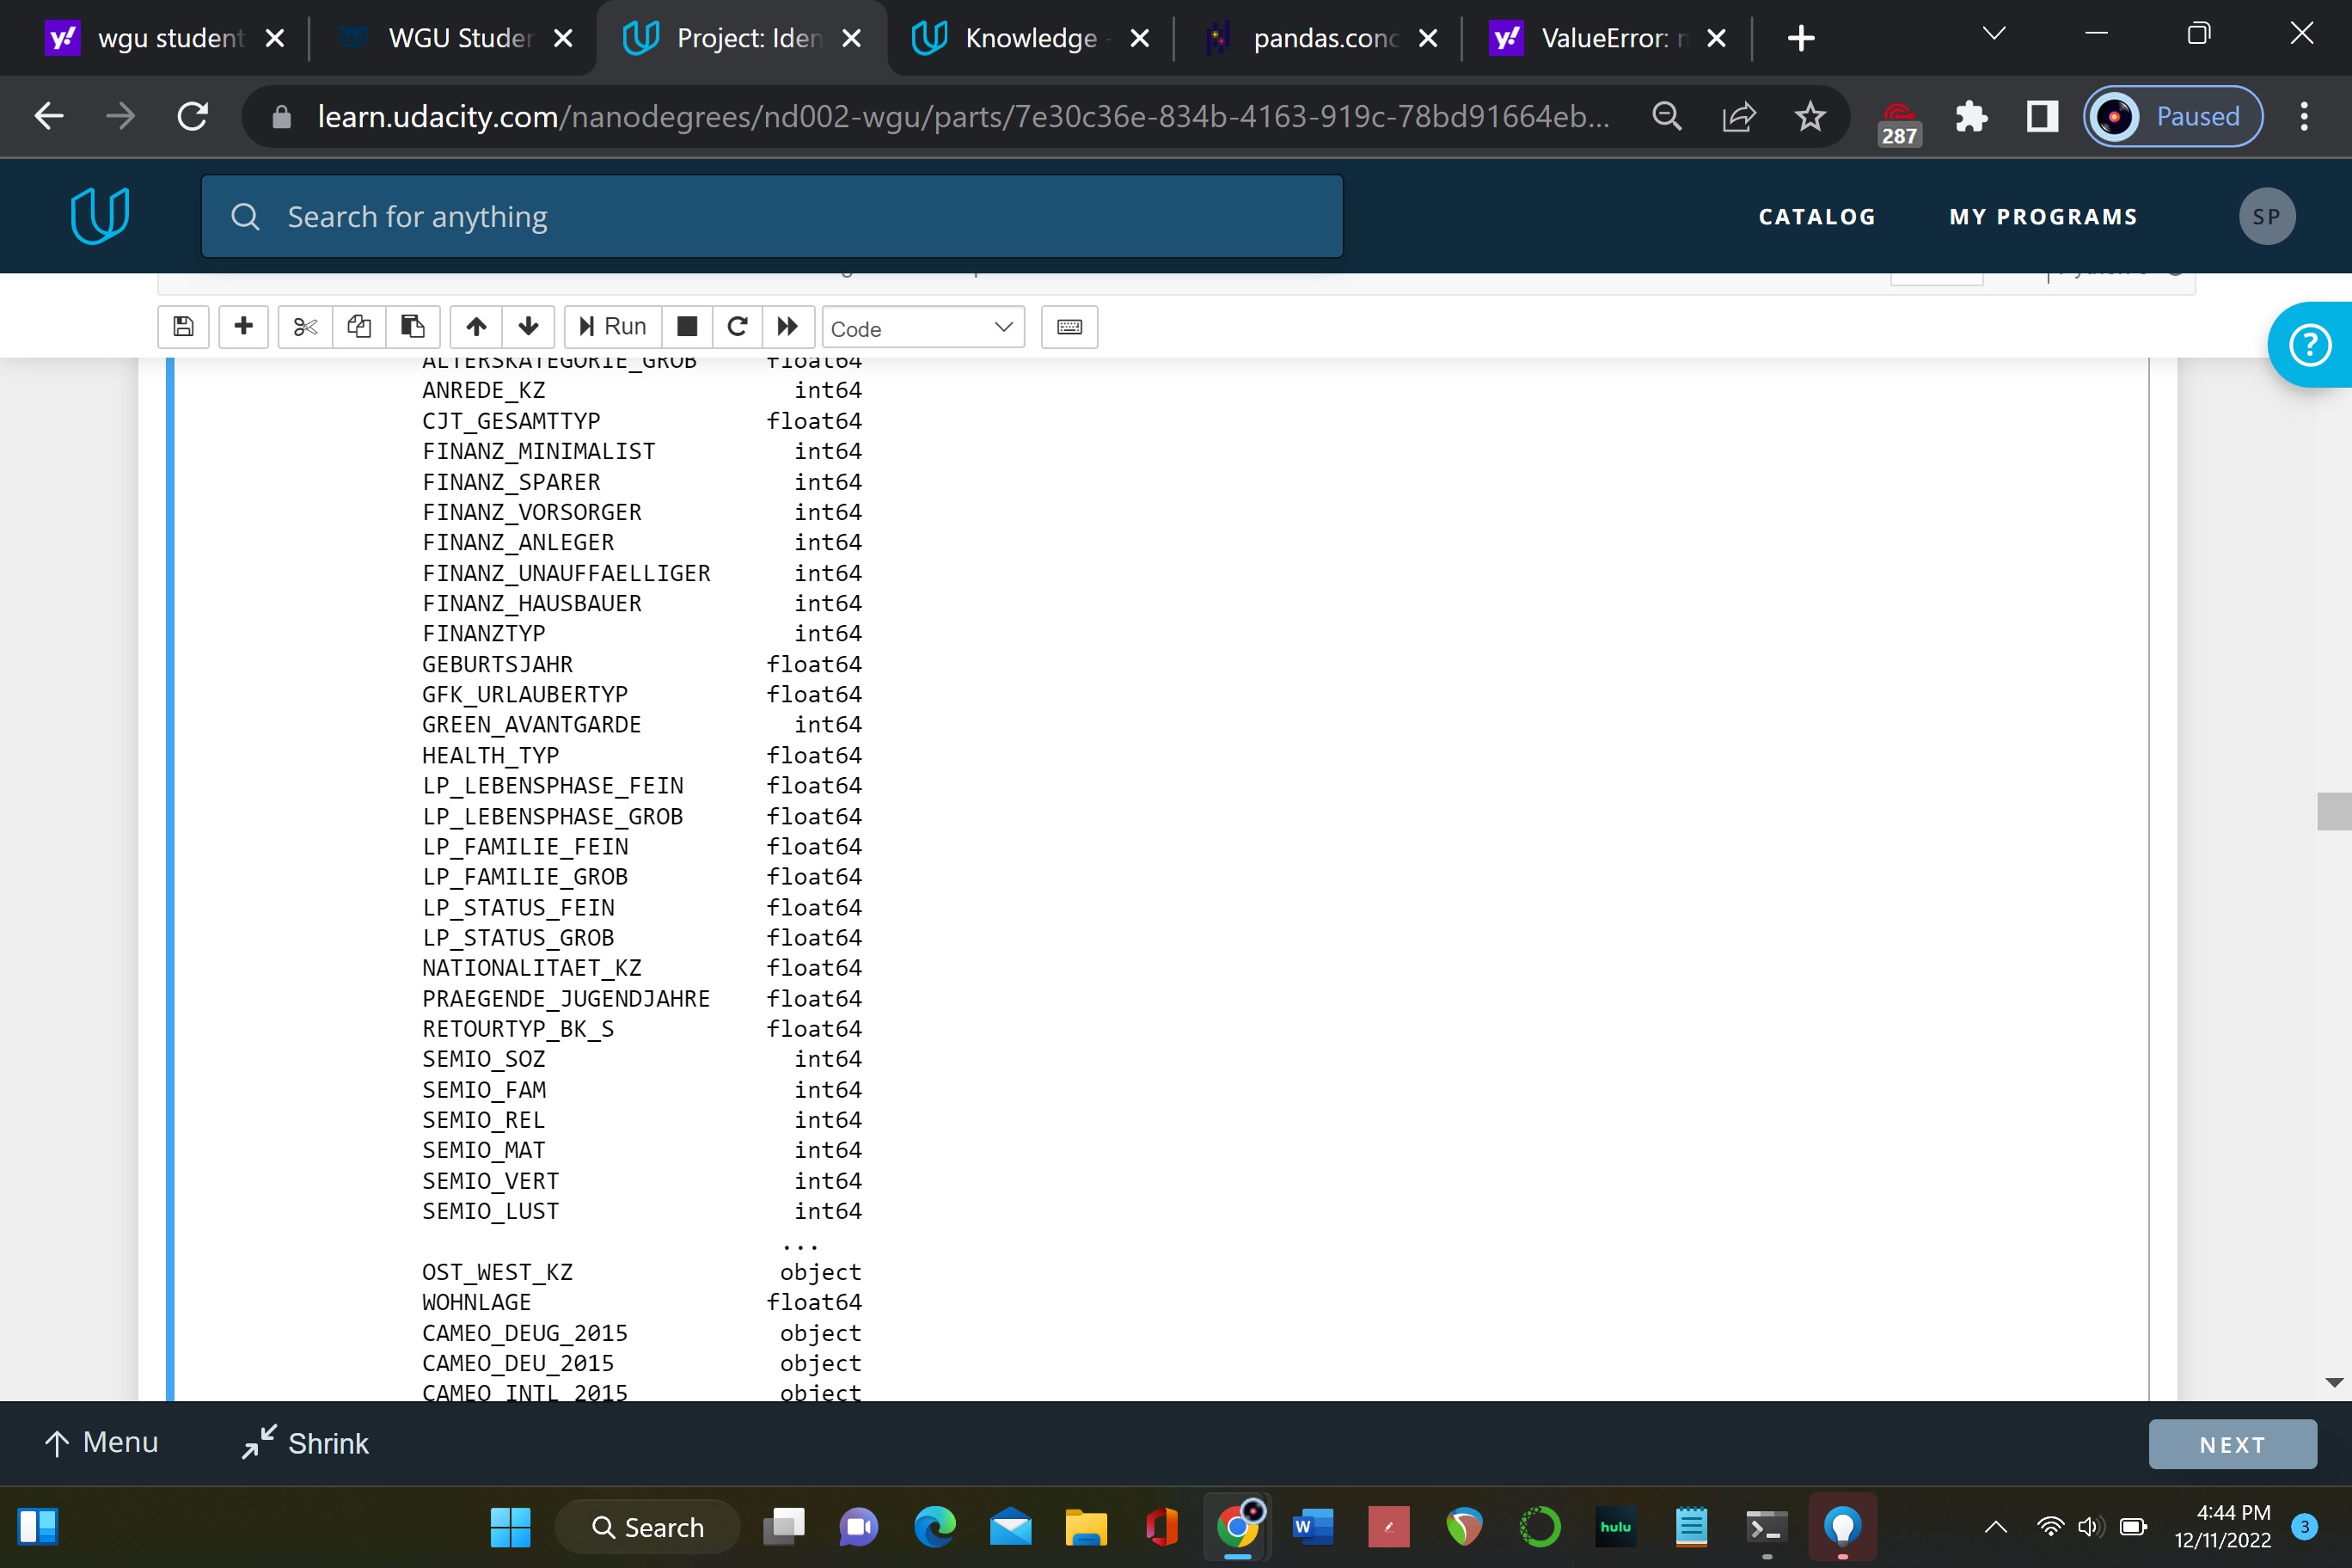 wgu student
WGU Studer
Project: Iden
Knowledge -
pandas.conc
ValueError: n
learn.udacity.com/nanodegrees/nd002-wgu/parts/7e30c36e-834b-4163-919c-78bd91664eb...
287
Paused
Search for anything
CATALOG
MY PROGRAMS
SP
Run
Code
ALTERSKATEGORIE_GROB float64
ANREDE_KZ int64
CJT_GESAMTTYP float64
FINANZ_MINIMALIST int64
FINANZ_SPARER int64
FINANZ_VORSORGER int64
FINANZ_ANLEGER int64
FINANZ_UNAUFFAELLIGER int64
FINANZ_HAUSBAUER int64
FINANZTYP int64
GEBURTSJAHR float64
GFK_URLAUBERTYP float64
GREEN_AVANTGARDE int64
HEALTH_TYP float64
LP_LEBENSPHASE_FEIN float64
LP_LEBENSPHASE_GROB float64
LP_FAMILIE_FEIN float64
LP_FAMILIE_GROB float64
LP_STATUS_FEIN float64
LP_STATUS_GROB float64
NATIONALITAET_KZ float64
PRAEGENDE_JUGENDJAHRE float64
RETOURTYP_BK_S float64
SEMIO_SOZ int64
SEMIO_FAM int64
SEMIO_REL int64
SEMIO_MAT int64
SEMIO_VERT int64
SEMIO_LUST int64
...
OST_WEST_KZ object
WOHNLAGE float64
CAMEO_DEUG_2015 object
CAMEO_DEU_2015 object
CAMEO_INTL_2015 object
Menu
Shrink
NEXT
Search
hulu
4:44 PM
12/11/2022
3